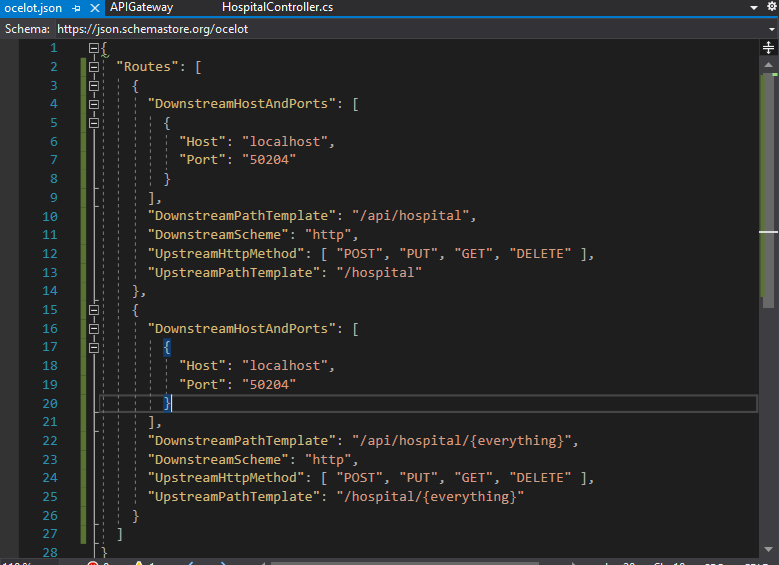 ocelot.json APIGateway HospitalController.cs
Schema: https://json.schemastore.org/ocelot
1 {
2 "Routes": [
3 {
4 "DownstreamHostAndPorts": [
5 {
6 "Host": "localhost",
7 "Port": "50204"
8 }
9 ],
10 "DownstreamPathTemplate": "/api/hospital",
11 "DownstreamScheme": "http",
12 "UpstreamHttpMethod": [ "POST", "PUT", "GET", "DELETE" ],
13 "UpstreamPathTemplate": "/hospital"
14 },
15 {
16 "DownstreamHostAndPorts": [
17 {
18 "Host": "localhost",
19 "Port": "50204"
20 }
21 ],
22 "DownstreamPathTemplate": "/api/hospital/{everything}",
23 "DownstreamScheme": "http",
24 "UpstreamHttpMethod": [ "POST", "PUT", "GET", "DELETE" ],
25 "UpstreamPathTemplate": "/hospital/{everything}"
26 }
27 ]
28 }